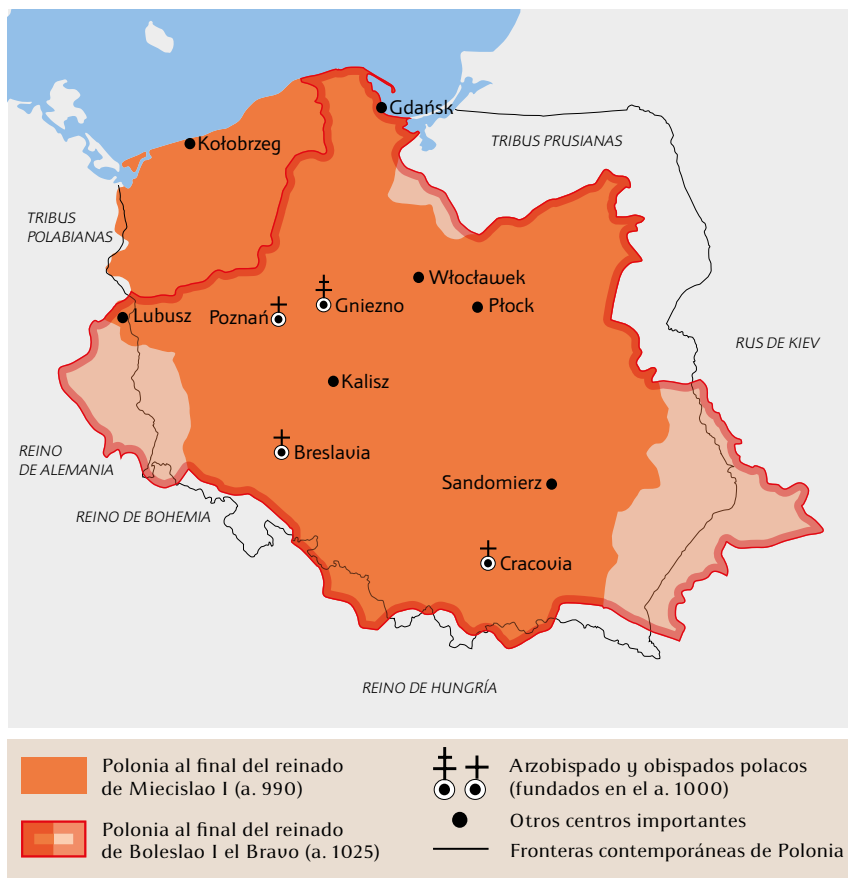 Gdańsk
Kołobrzeg
TRIBUS PRUSIANAS
TRIBUS
POLABIANAS
Włocławek
Lubusz
Poznań
Gniezno
Płock
RUS DE KIEV
Kalisz
REINO
DE ALEMANIA
Breslavia
Sandomierz
REINO DE BOHEMIA
Cracovia
REINO DE HUNGRÍA
Polonia al final del reinado
de Miecislao I (a. 990)
Polonia al final del reinado
de Boleslao I el Bravo (a. 1025)
Arzobispado y obispados polacos
(fundados en el a. 1000)
Otros centros importantes
Fronteras contemporáneas de Polonia